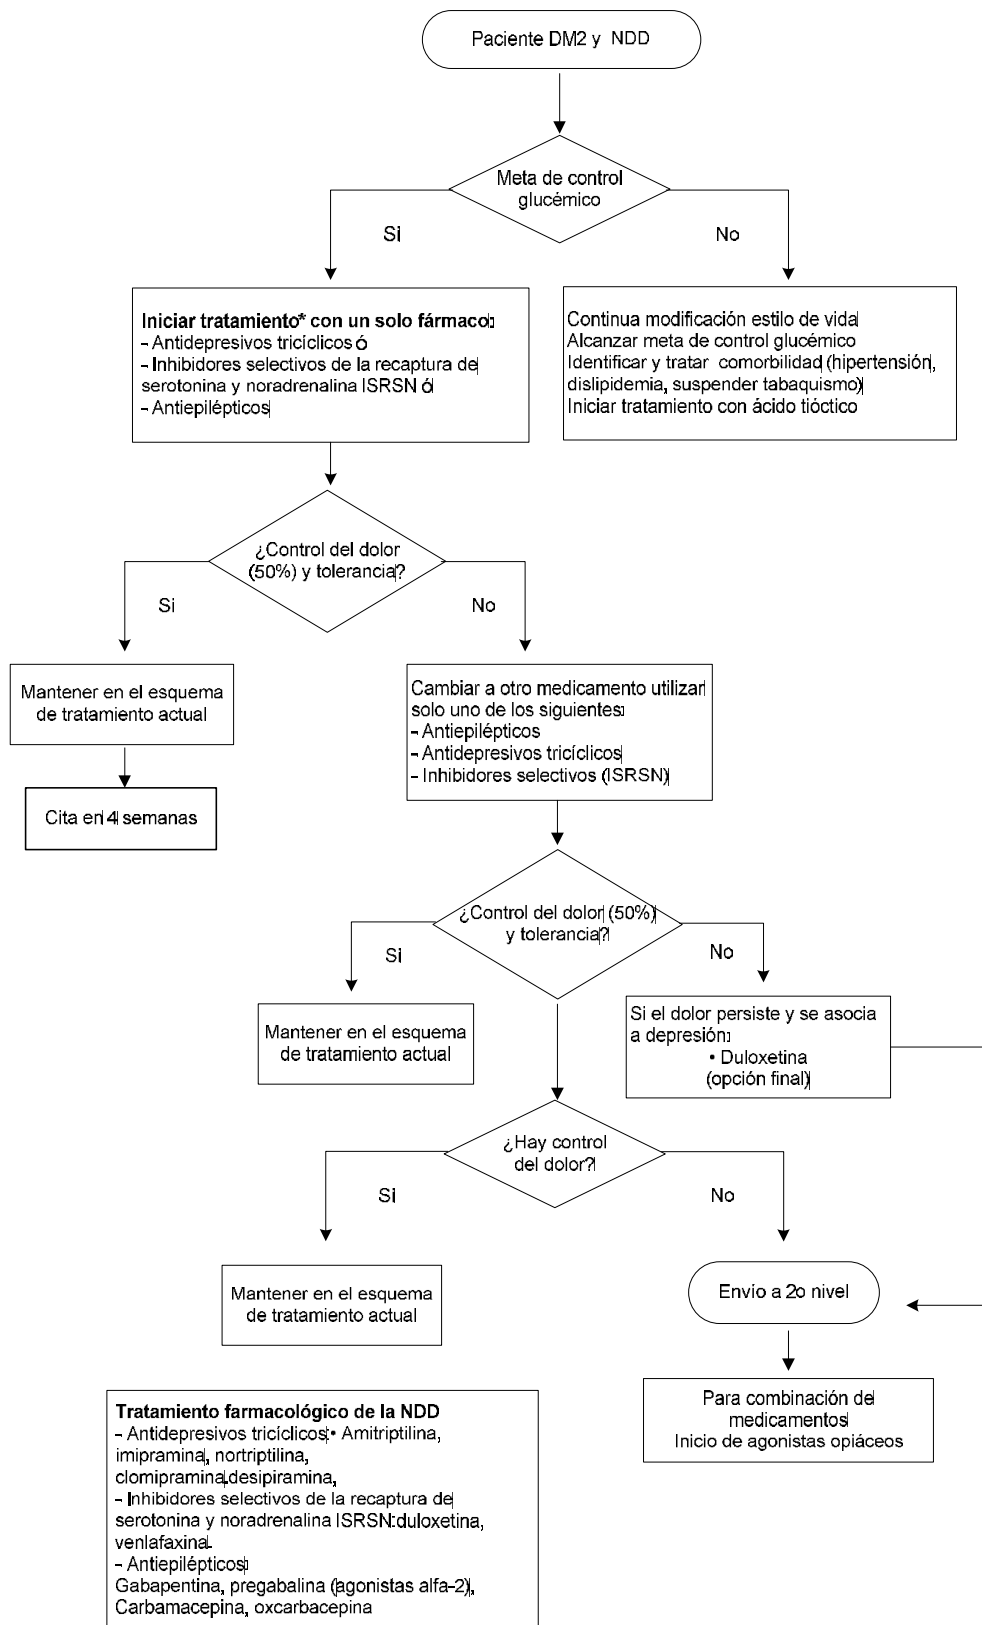 Paciente DM2 y NDD
Meta de control
glucémico
Si
No
Iniciar tratamiento* con un solo fármaco:
- Antidepresivos tricíclicos ó
- Inhibidores selectivos de la recaptura de
serotonina y noradrenalina ISRSN ó
- Antiepilépticos
Continua modificación estilo de vida
Alcanzar meta de control glucémico
Identificar y tratar comorbilidad (hipertensión,
dislipidemia, suspender tabaquismo)
Iniciar tratamiento con ácido tióctico
¿Control del dolor
(50%) y tolerancia?
Si
No
Mantener en el esquema
de tratamiento actual
Cita en 4 semanas
Cambiar a otro medicamento utilizar
solo uno de los siguientes:
- Antiepilépticos
- Antidepresivos tricíclicos
- Inhibidores selectivos (ISRSN)
¿Control del dolor (50%)
y tolerancia?
Si
No
Mantener en el esquema
de tratamiento actual
Si el dolor persiste y se asocia
a depresión:
• Duloxetina
(opción final)
¿Hay control
del dolor?
Si
No
Mantener en el esquema
de tratamiento actual
Envío a 2o nivel
Para combinación de
medicamentos
Inicio de agonistas opiáceos
Tratamiento farmacológico de la NDD
- Antidepresivos tricíclicos:• Amitriptilina,
imipramina, nortriptilina,
clomipramina,desipiramina,
- Inhibidores selectivos de la recaptura de
serotonina y noradrenalina ISRSN:duloxetina,
venlafaxina.
- Antiepilépticos:
Gabapentina, pregabalina (agonistas alfa-2),
Carbamacepina, oxcarbacepina